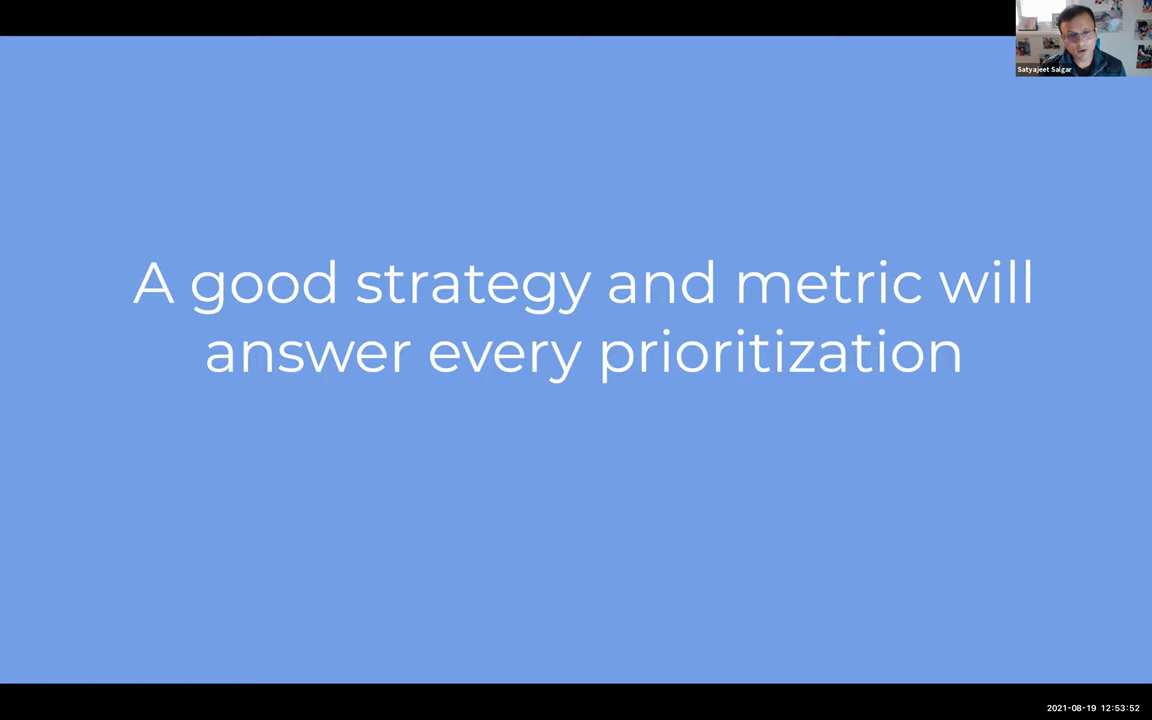 Satyajeet Salgar
A good strategy and metric will
answer every prioritization
2021-08-19 12:53:52